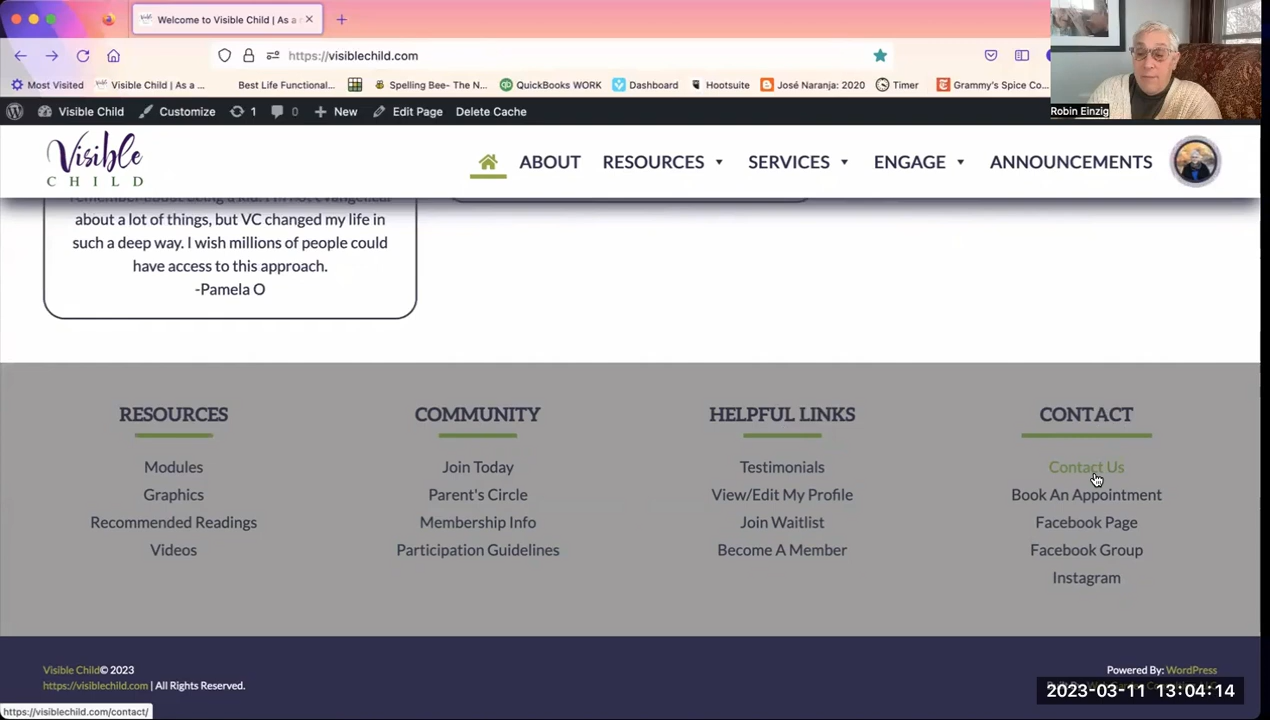 Welcome to Visible Child | As a
https://visiblechild.com
Most Visited
Visible Child | As a ...
Best Life Functional...
Spelling Bee- The N...
QuickBooks WORK
Dashboard
Hootsuite
José Naranja: 2020
Timer
Grammy's Spice Co...
Robin Einzig
Visible Child
Customize
1
0
New
Edit Page
Delete Cache
Visible
CHILD
ABOUT
RESOURCES
SERVICES
ENGAGE
ANNOUNCEMENTS
about a lot of things, but VC changed my life in
such a deep way. I wish millions of people could
have access to this approach.
-Pamela O
RESOURCES
Modules
Graphics
Recommended Readings
Videos
COMMUNITY
Join Today
Parent's Circle
Membership Info
Participation Guidelines
HELPFUL LINKS
Testimonials
View/Edit My Profile
Join Waitlist
Become A Member
CONTACT
Contact Us
Book An Appointment
Facebook Page
Facebook Group
Instagram
Visible Child© 2023
https://visiblechild.com | All Rights Reserved.
Powered By: WordPress
2023-03-11 13:04:14
https://visiblechild.com/contact/